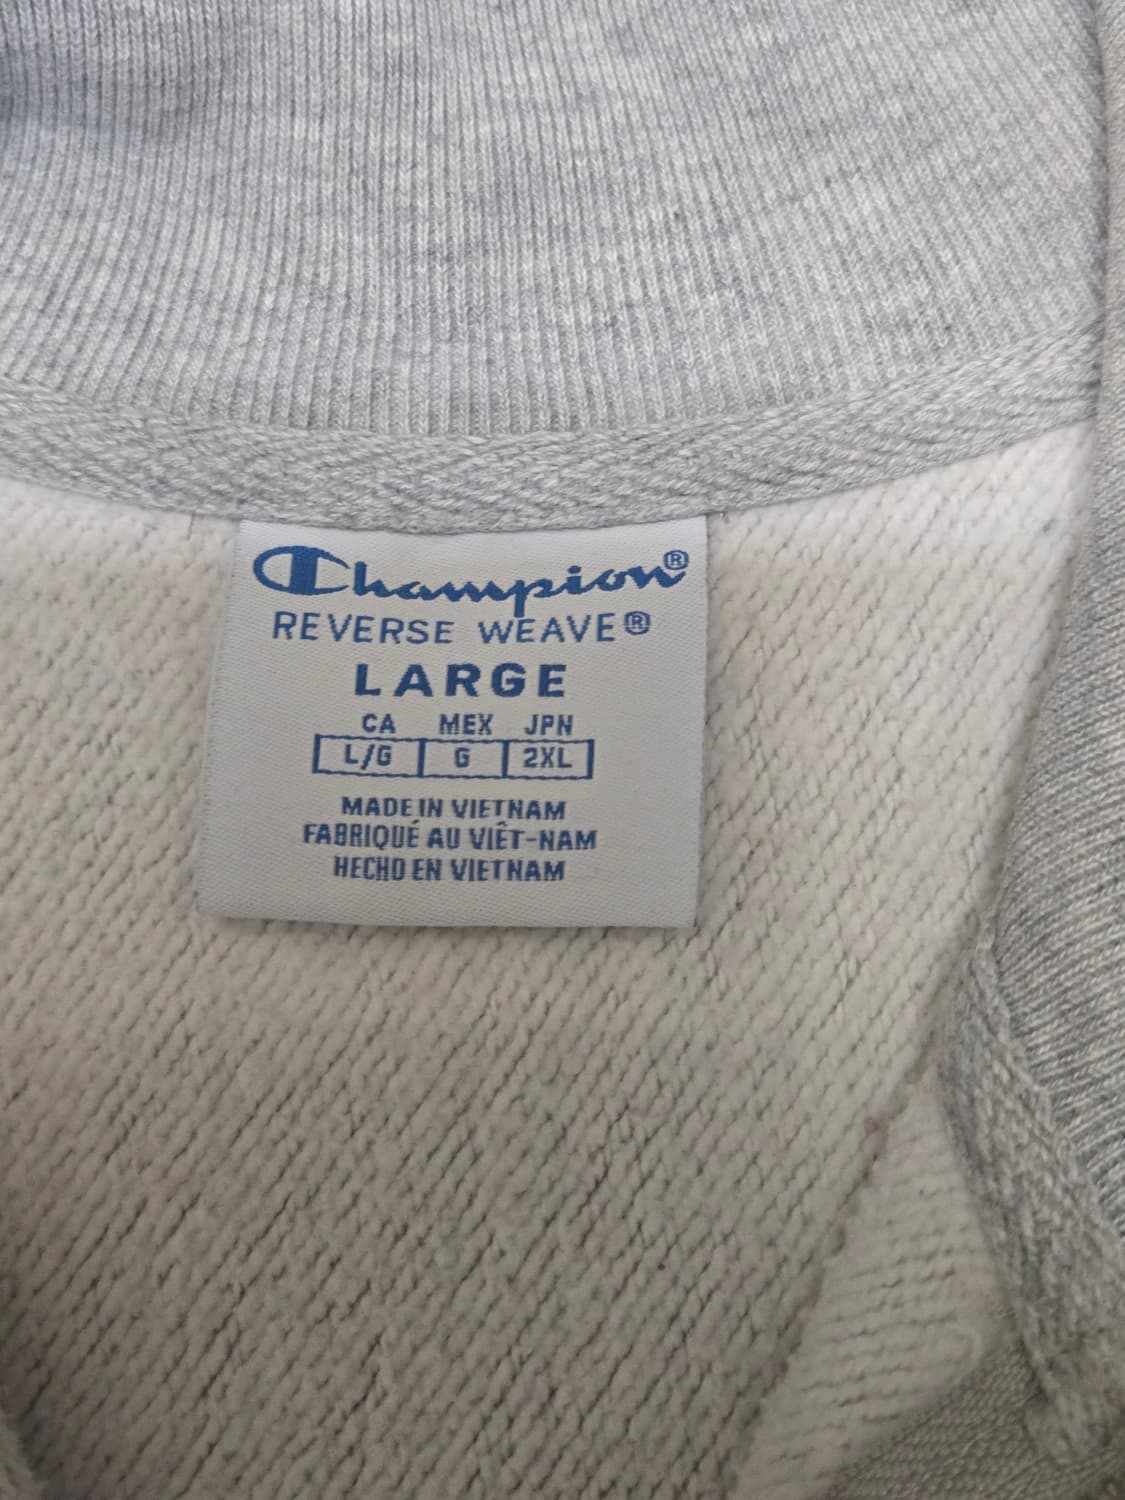 Champion®
REVERSE WEAVE®
LARGE
CA MEX JPN
L/G G 2XL
MADE IN VIETNAM
FABRIQUÉ AU VIÊT-NAM
HECHO EN VIETNAM